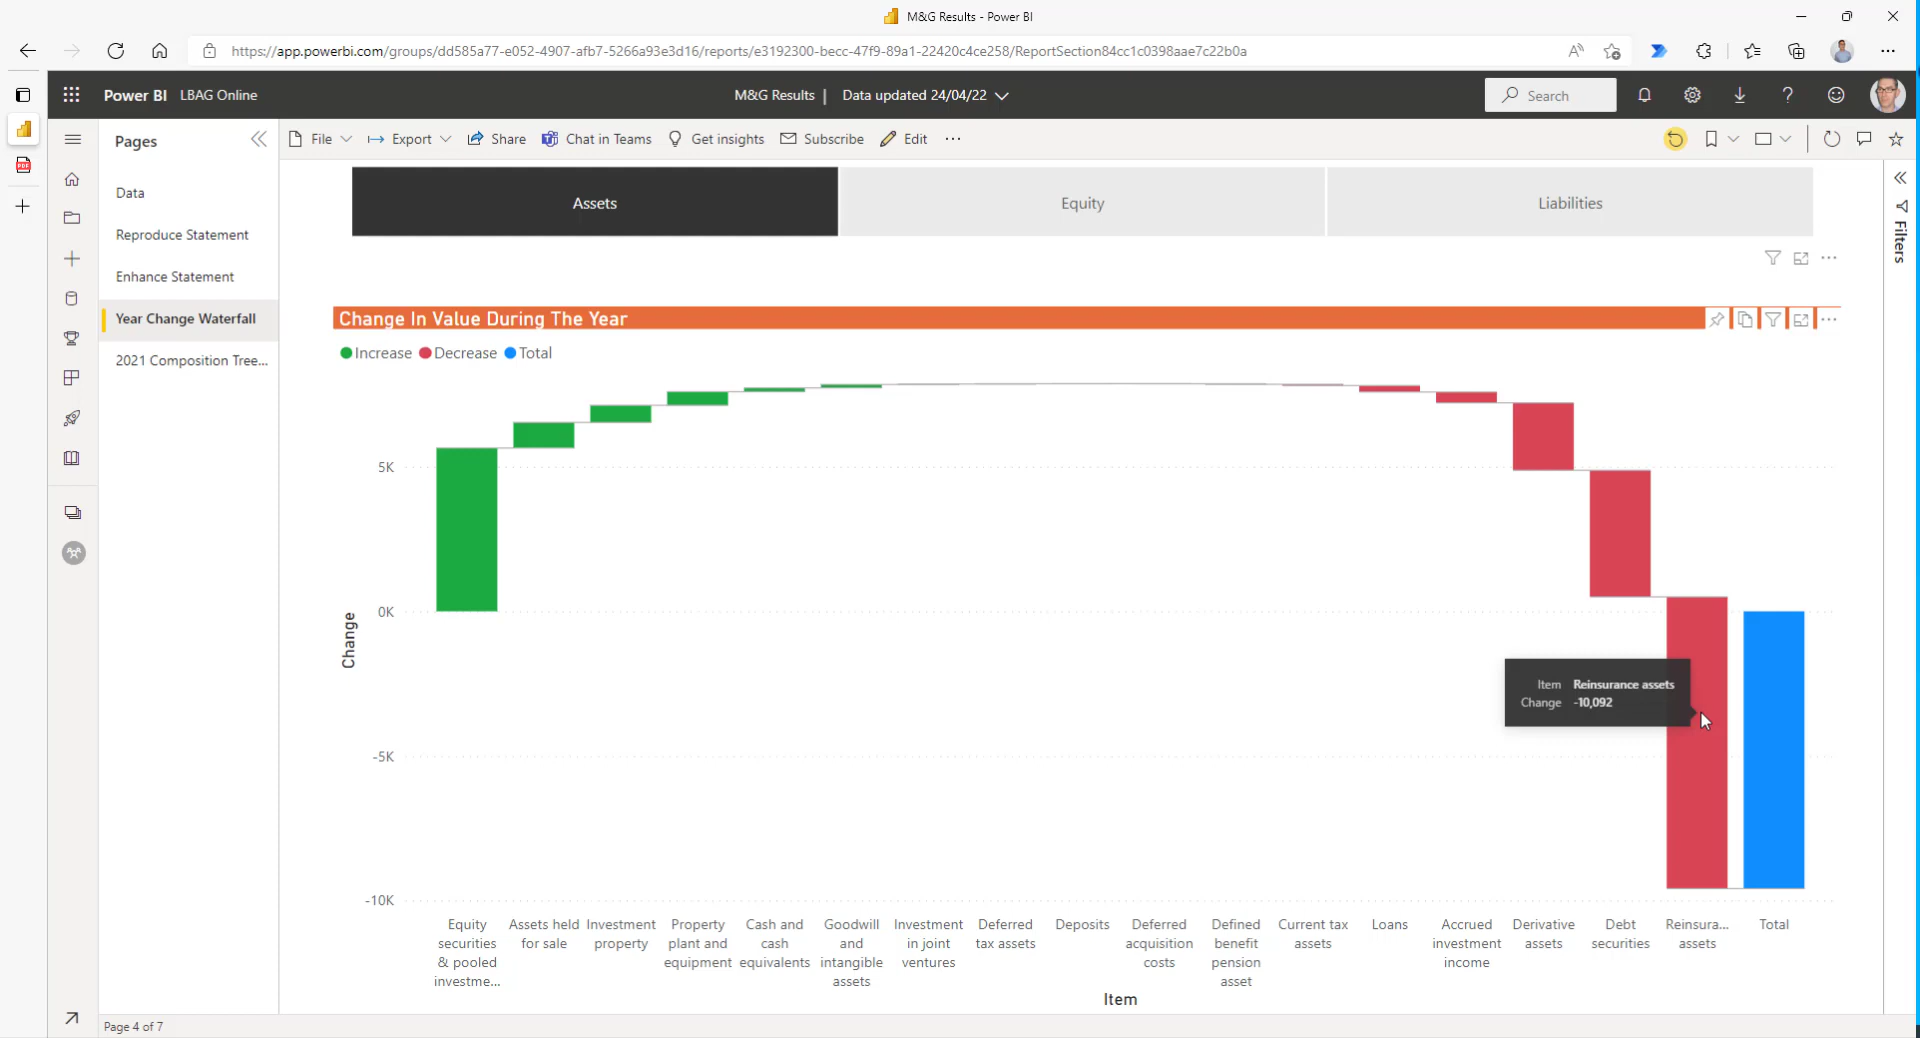 M&G Results - Power BI
https://app.powerbi.com/groups/dd585a77-e052-4907-afb7-5266a93e3d16/reports/e3192300-becc-47f9-89a1-22420c4ce258/ReportSection84cc1c0398aae7c22b0a
Power BI LBAG Online
M&G Results | Data updated 24/04/22
Search
Pages
File Export Share Chat in Teams Get insights Subscribe Edit
Data
Reproduce Statement
Enhance Statement
Year Change Waterfall
2021 Composition Tree...
Assets Equity Liabilities
Filters
Change In Value During The Year
Increase Decrease Total
5K
0K
-5K
-10K
Change
Item Reinsurance assets
Change -10,092
Equity securities & pooled investme...
Assets held for sale
Investment property
Property plant and equipment
Cash and cash equivalents
Goodwill and intangible assets
Investment in joint ventures
Deferred tax assets
Deposits
Deferred acquisition costs
Defined benefit pension asset
Current tax assets
Loans
Accrued investment income
Derivative assets
Debt securities
Reinsura... assets
Total
Item
Page 4 of 7